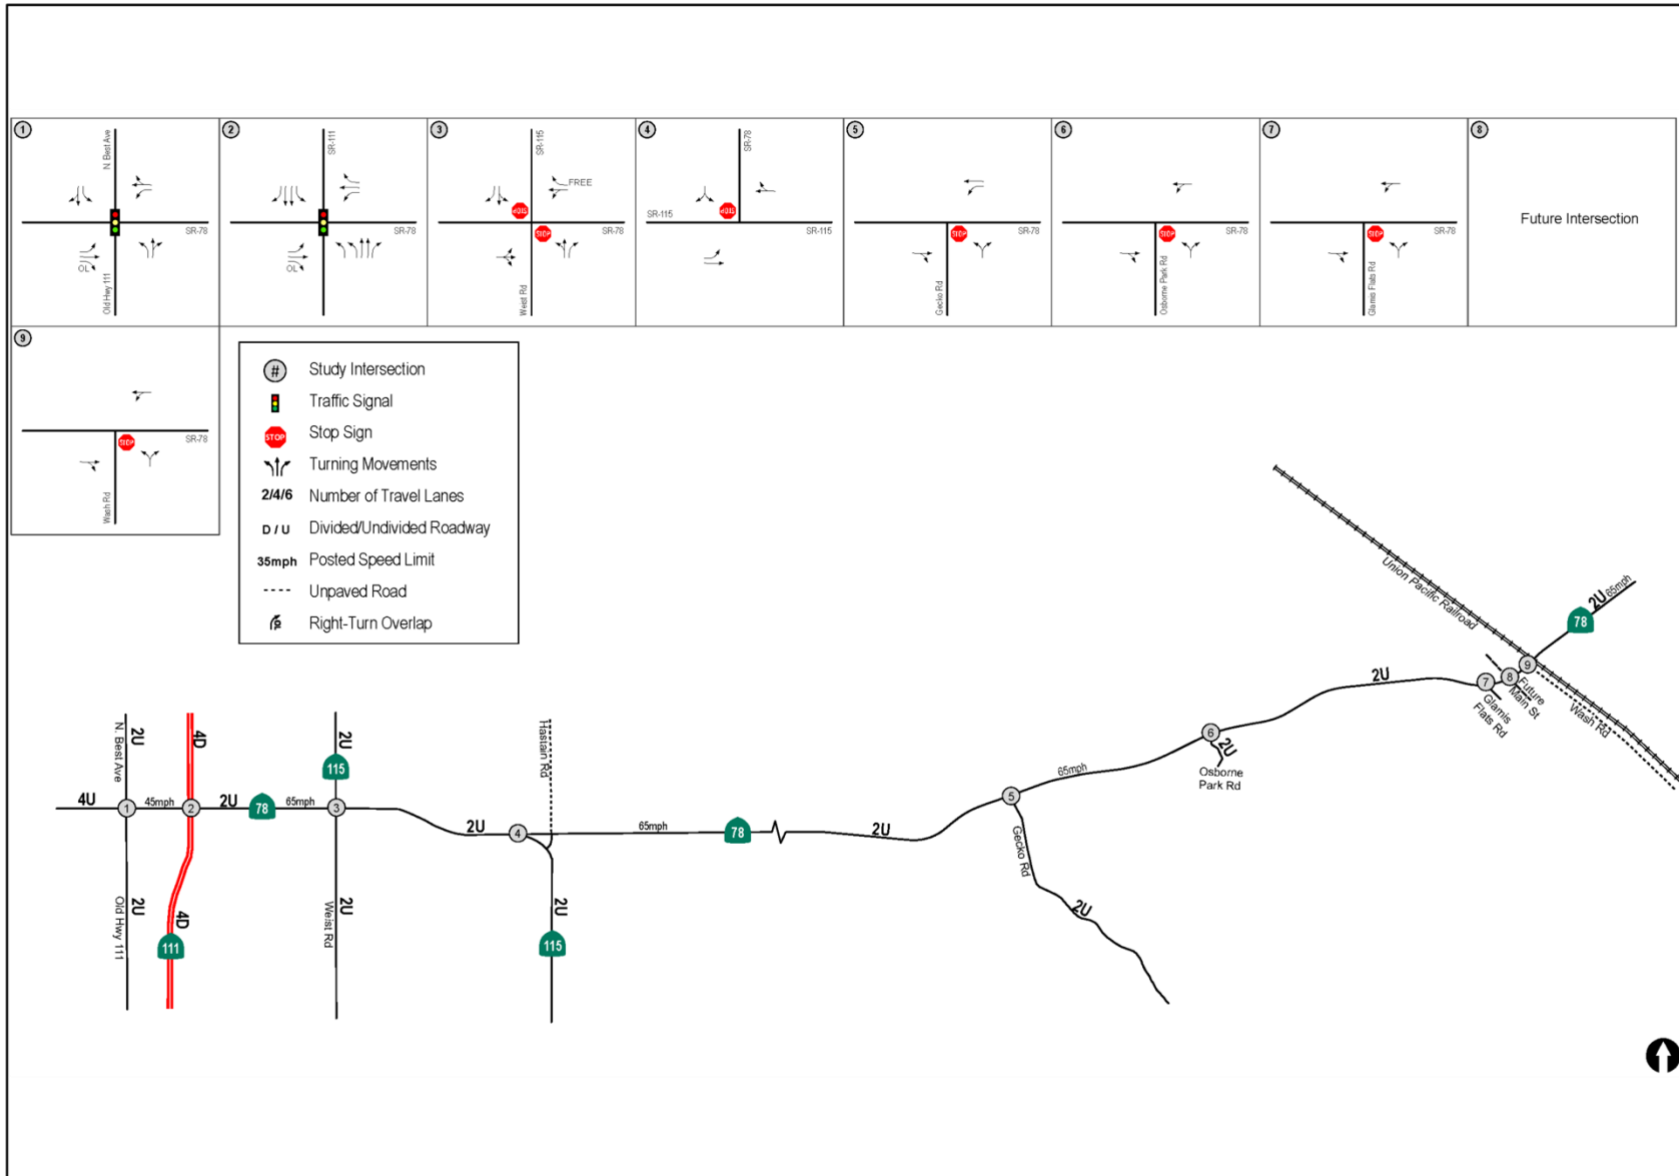 1
N. Best Ave
SR-78
OL
Old Hwy 111
2
SR-111
SR-78
OL
3
SR-115
FREE
STOP
STOP
SR-78
Weist Rd
4
SR-78
STOP
SR-115
SR-115
5
STOP
SR-78
Gecko Rd
6
STOP
SR-78
Osborne Park Rd
7
STOP
SR-78
Glamis Flats Rd
8
Future Intersection
9
STOP
SR-78
Wash Rd
# Study Intersection
Traffic Signal
STOP Stop Sign
Turning Movements
2/4/6 Number of Travel Lanes
D / U Divided/Undivided Roadway
35mph Posted Speed Limit
Unpaved Road
OL Right-Turn Overlap
Union Pacific Railroad
2U 65mph
78
9
8
7
Future
Main St
Glamis
Flats Rd
Wash Rd
2U
6
2U
Osborne
Park Rd
65mph
5
Gecko Rd
2U
2U
N. Best Ave
2U
4D
2U
115
Hastain Rd
4U
1
45mph
2
2U
78
65mph
3
2U
4
65mph
78
Old Hwy 111
2U
4D
111
Weist Rd
2U
2U
115